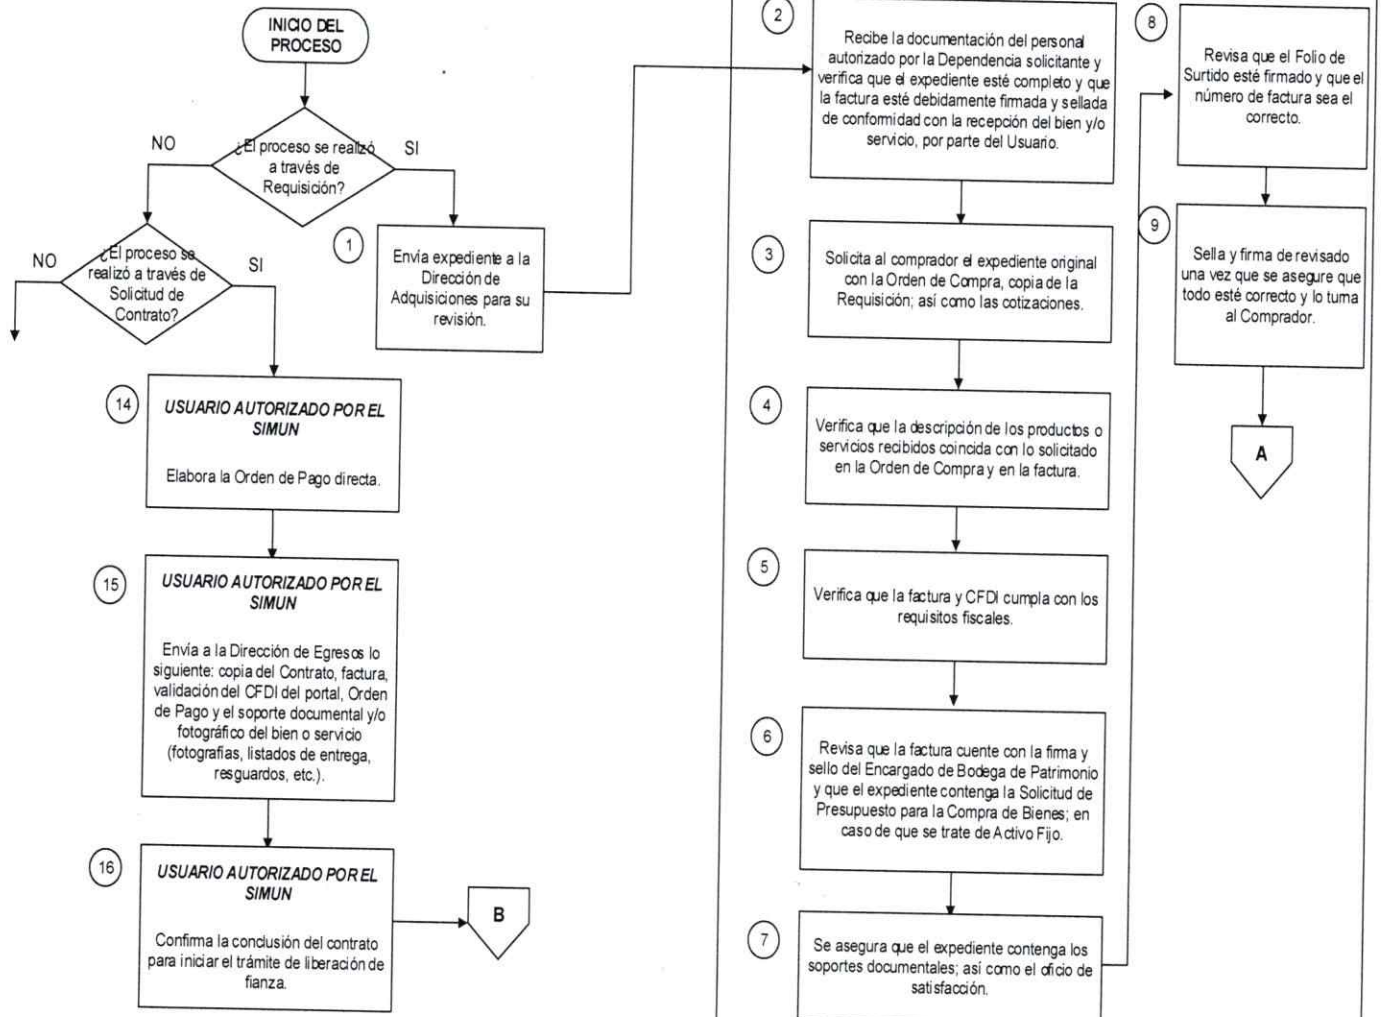 INICIO DEL
PROCESO
¿El proceso se realizó
a través de
Requisición?
NO
SI
¿El proceso se
realizó a través de
Solicitud de
Contrato?
NO
SI
1
Envía expediente a la
Dirección de
Adquisiciones para su
revisión.
14
USUARIO AUTORIZADO POR EL
SIMUN
Elabora la Orden de Pago directa.
15
USUARIO AUTORIZADO POR EL
SIMUN
Envía a la Dirección de Egresos lo
siguiente: copia del Contrato, factura,
validación del CFDI del portal, Orden
de Pago y el soporte documental y/o
fotográfico del bien o servicio
(fotografías, listados de entrega,
resguardos, etc.).
16
USUARIO AUTORIZADO POR EL
SIMUN
Confirma la conclusión del contrato
para iniciar el trámite de liberación de
fianza.
B
2
Recibe la documentación del personal
autorizado por la Dependencia solicitante y
verifica que el expediente esté completo y que
la factura esté debidamente firmada y sellada
de conformidad con la recepción del bien y/o
servicio, por parte del Usuario.
3
Solicita al comprador el expediente original
con la Orden de Compra, copia de la
Requisición; así como las cotizaciones.
4
Verifica que la descripción de los productos o
servicios recibidos coincida con lo solicitado
en la Orden de Compra y en la factura.
5
Verifica que la factura y CFDI cumpla con los
requisitos fiscales.
6
Revisa que la factura cuente con la firma y
sello del Encargado de Bodega de Patrimonio
y que el expediente contenga la Solicitud de
Presupuesto para la Compra de Bienes; en
caso de que se trate de Activo Fijo.
7
Se asegura que el expediente contenga los
soportes documentales; así como el oficio de
satisfacción.
8
Revisa que el Folio de
Surtido esté firmado y que el
número de factura sea el
correcto.
9
Sella y firma de revisado
una vez que se asegure que
todo esté correcto y lo turna
al Comprador.
A